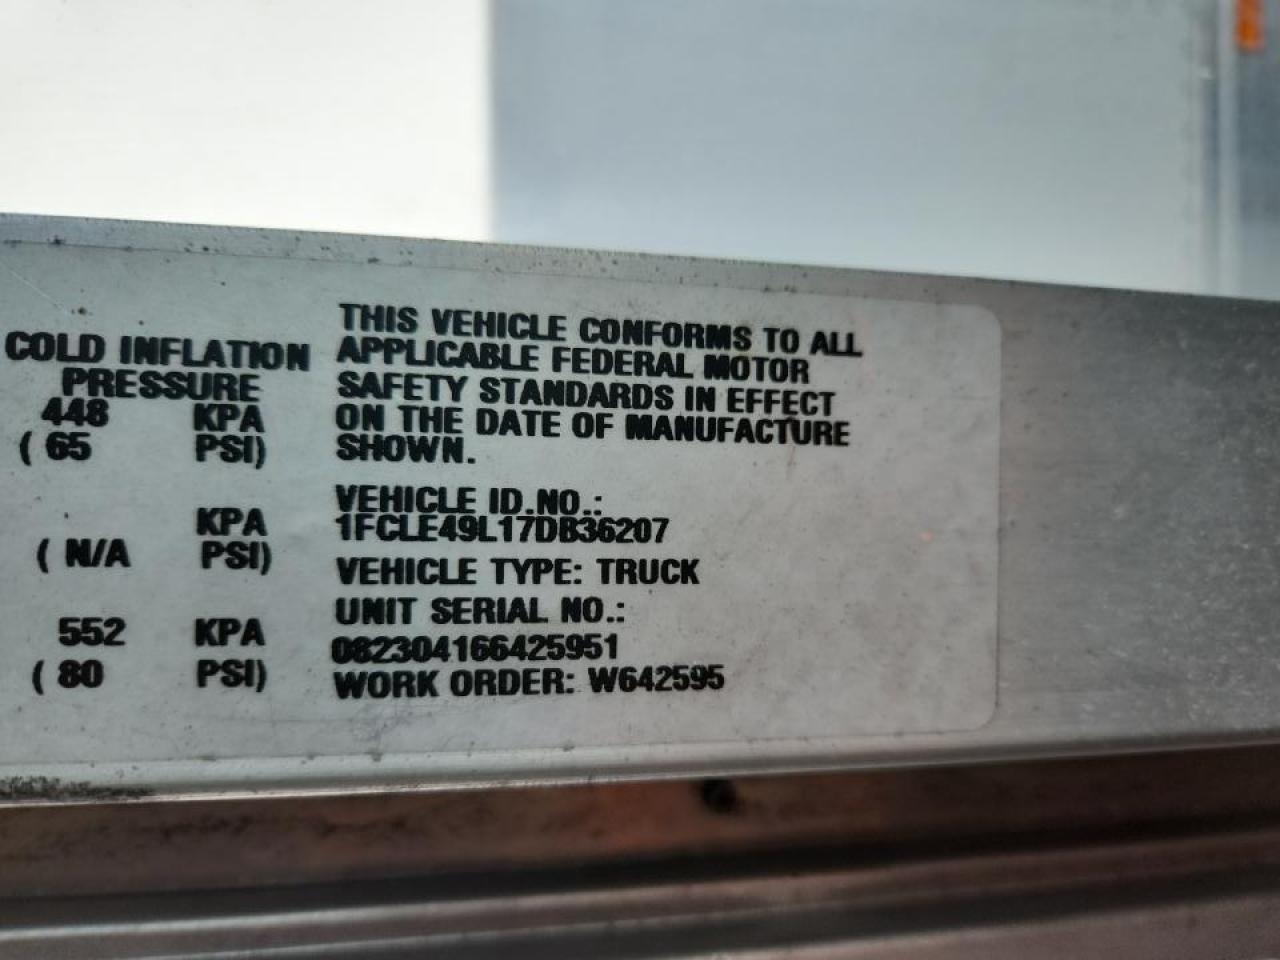 COLD INFLATION
PRESSURE
448 KPA
( 65 PSI)
KPA
( N/A PSI)
552 KPA
( 80 PSI)
THIS VEHICLE CONFORMS TO ALL
APPLICABLE FEDERAL MOTOR
SAFETY STANDARDS IN EFFECT
ON THE DATE OF MANUFACTURE
SHOWN.
VEHICLE ID.NO.:
1FCLE49L17DB36207
VEHICLE TYPE: TRUCK
UNIT SERIAL NO.:
082304166425951
WORK ORDER: W642595